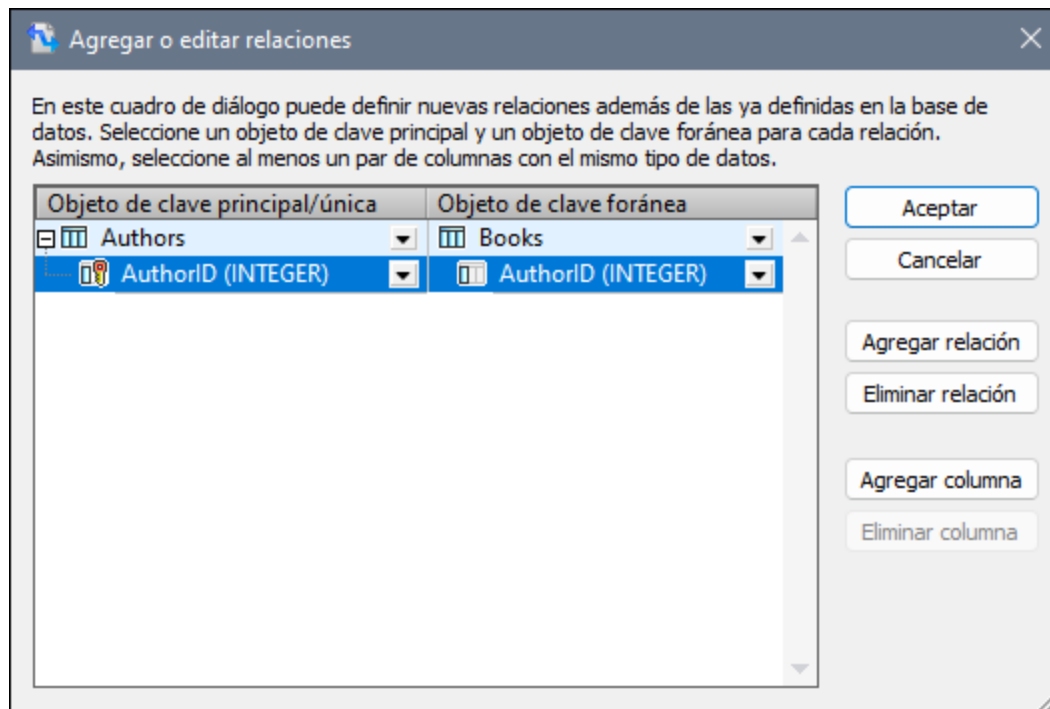 Agregar o editar relaciones
En este cuadro de diálogo puede definir nuevas relaciones además de las ya definidas en la base de
datos. Seleccione un objeto de clave principal y un objeto de clave foránea para cada relación.
Asimismo, seleccione al menos un par de columnas con el mismo tipo de datos.
Objeto de clave principal/única
Objeto de clave foránea
Authors
Books
AuthorID (INTEGER)
AuthorID (INTEGER)
Aceptar
Cancelar
Agregar relación
Eliminar relación
Agregar columna
Eliminar columna